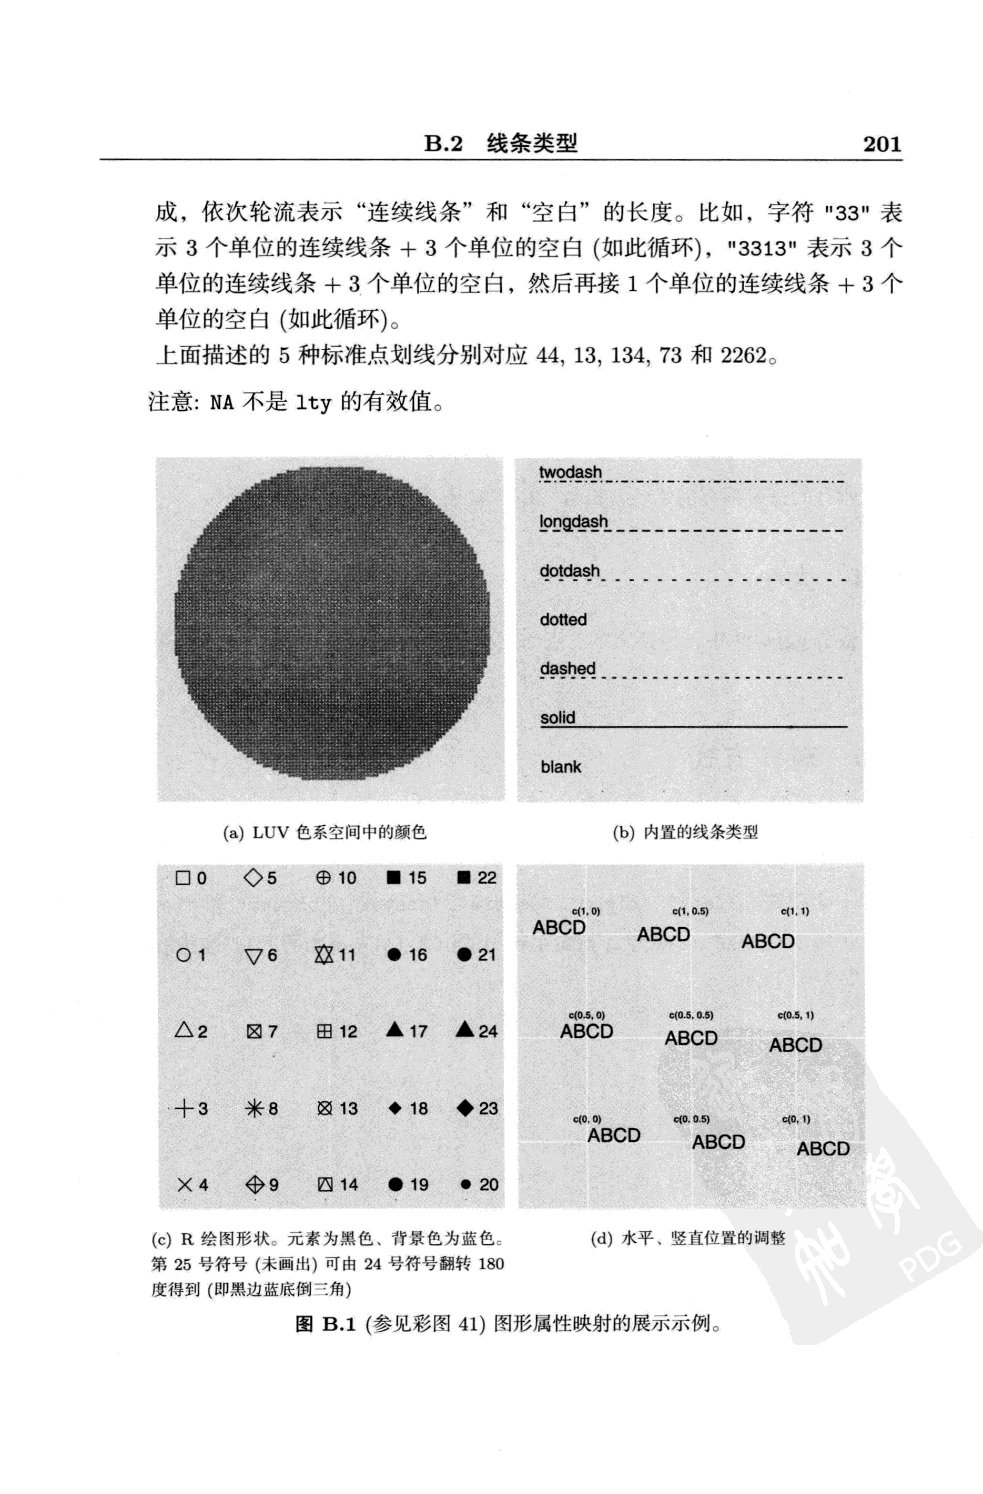 B.2 线条类型 201
成，依次轮流表示“连续线条”和“空白”的长度。比如，字符 "33" 表
示 3 个单位的连续线条 + 3 个单位的空白 (如此循环)，"3313" 表示 3 个
单位的连续线条 + 3 个单位的空白，然后再接 1 个单位的连续线条 + 3 个
单位的空白 (如此循环)。
上面描述的 5 种标准点划线分别对应 44, 13, 134, 73 和 2262。
注意: NA 不是 lty 的有效值。
twodash
longdash
dotdash
dotted
dashed
solid
blank
(a) LUV 色系空间中的颜色
(b) 内置的线条类型
0 5 10 15 22
1 6 11 16 21
2 7 12 17 24
3 8 13 18 23
4 9 14 19 20
c(1, 0) c(1, 0.5) c(1, 1)
ABCD ABCD ABCD
c(0.5, 0) c(0.5, 0.5) c(0.5, 1)
ABCD ABCD ABCD
c(0, 0) c(0, 0.5) c(0, 1)
ABCD ABCD ABCD
(c) R 绘图形状。元素为黑色、背景色为蓝色。
第 25 号符号 (未画出) 可由 24 号符号翻转 180
度得到 (即黑边蓝底倒三角)
(d) 水平、竖直位置的调整
图 B.1 (参见彩图 41) 图形属性映射的展示示例。
PDG